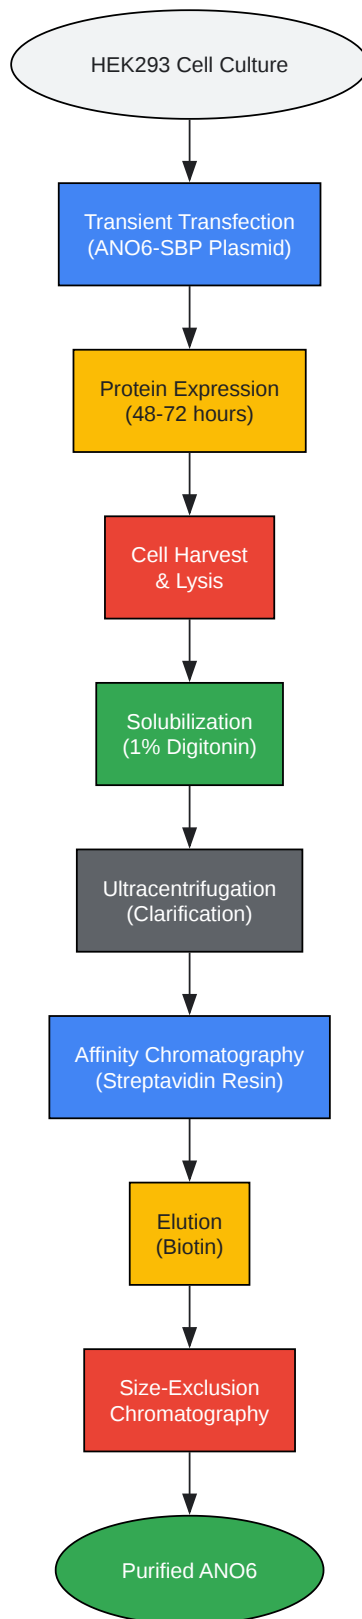 HEK293 Cell Culture
Transient Transfection
(ANO6-SBP Plasmid)
Protein Expression
(48-72 hours)
Cell Harvest
& Lysis
Solubilization
(1% Digitonin)
Ultracentrifugation
(Clarification)
Affinity Chromatography
(Streptavidin Resin)
Elution
(Biotin)
Size-Exclusion
Chromatography
Purified ANO6